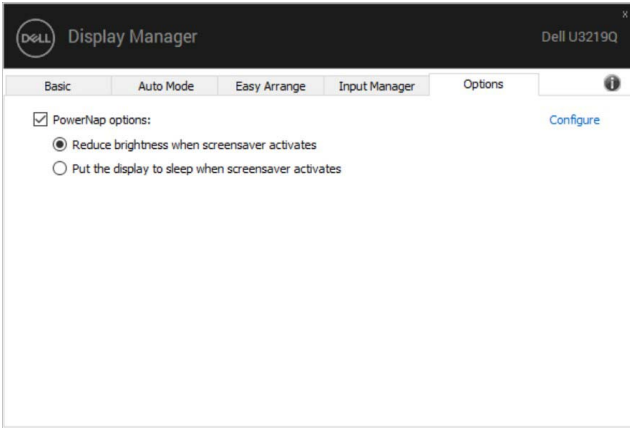 x
DELL Display Manager Dell U3219Q
Basic Auto Mode Easy Arrange Input Manager Options i
PowerNap options: Configure
Reduce brightness when screensaver activates
Put the display to sleep when screensaver activates